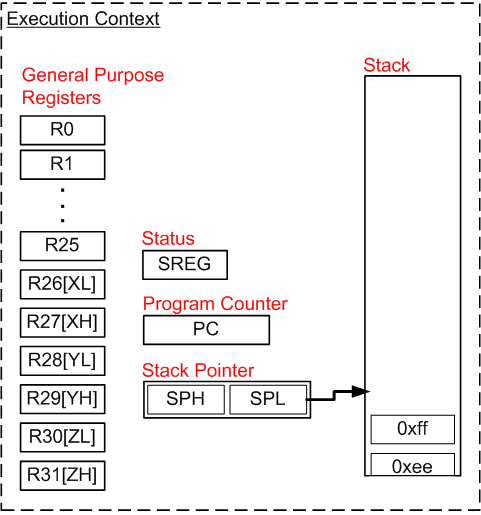 Execution Context
General Purpose
Registers
R0
R1
R25
R26[XL]
R27[XH]
R28[YL]
R29[YH]
R30[ZL]
R31[ZH]
Status
SREG
Program Counter
PC
Stack Pointer
SPH SPL
Stack
0xff
0xee